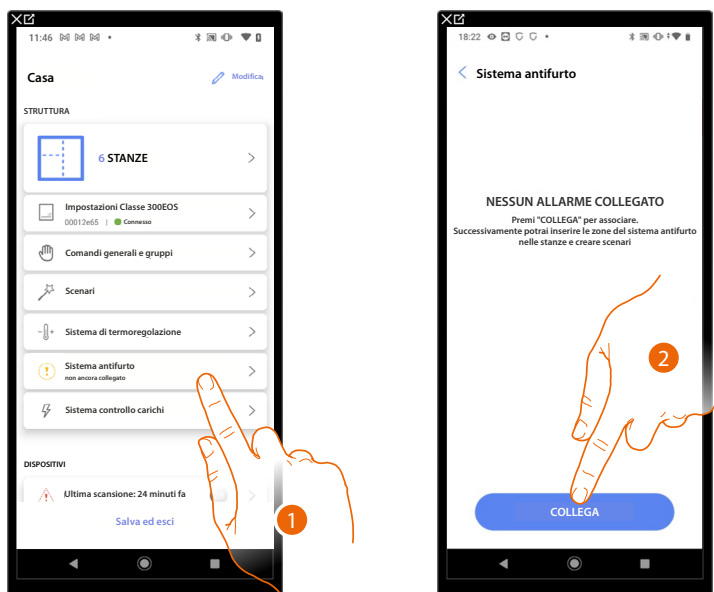 11:46
Casa
Modifica
STRUTTURA
6 STANZE
Impostazioni Classe 300EOS
00012e65 | Connesso
Comandi generali e gruppi
Scenari
Sistema di termoregolazione
Sistema antifurto
non ancora collegato
Sistema controllo carichi
DISPOSITIVI
Ultima scansione: 24 minuti fa
Salva ed esci
1
18:22
Sistema antifurto
NESSUN ALLARME COLLEGATO
Premi "COLLEGA" per associare.
Successivamente potrai inserire le zone del sistema antifurto
nelle stanze e creare scenari
2
COLLEGA